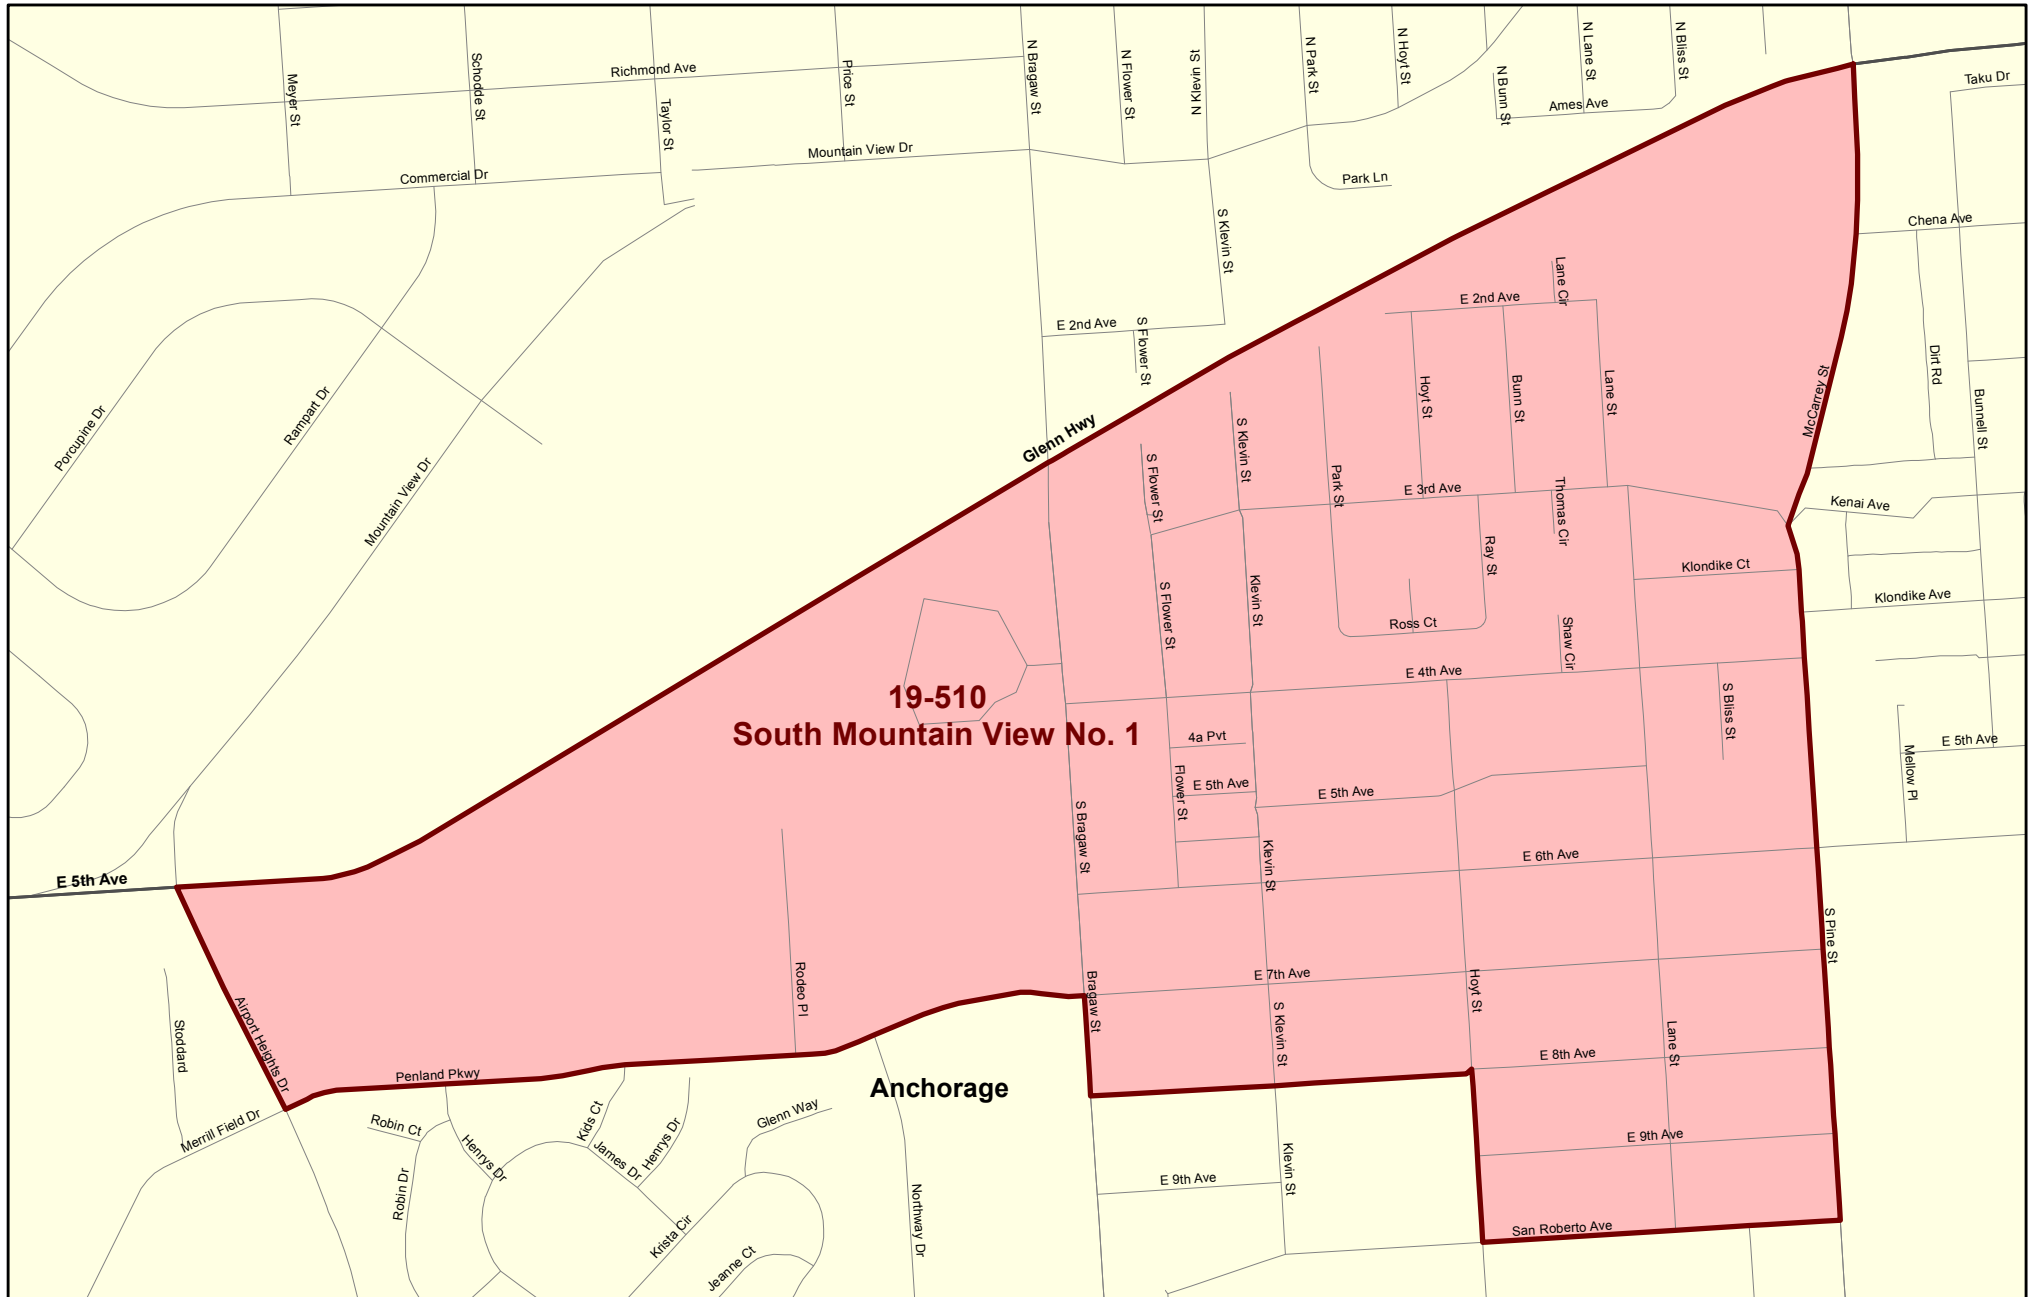 Meyer St
Schodde St
Richmond Ave
Taylor St
Price St
N Bragaw St
N Flower St
N Klevin St
N Park St
N Hoyt St
N Bunn St
N Lane St
N Bliss St
Ames Ave
Taku Dr
Commercial Dr
Mountain View Dr
Park Ln
S Klevin St
Chena Ave
E 2nd Ave
S Flower St
E 2nd Ave
Lane Cir
Dirt Rd
Bunnell St
McCarrey St
Hoyt St
Bunn St
Lane St
Porcupine Dr
Rampart Dr
Mountain View Dr
Glenn Hwy
S Flower St
S Klevin St
Park St
E 3rd Ave
Thomas Cir
Ray St
Kenai Ave
Klondike Ct
Klondike Ave
S Flower St
Klevin St
Ross Ct
Shaw Cir
E 4th Ave
S Bliss St
19-510
South Mountain View No. 1
4a Pvt
E 5th Ave
Flower St
E 5th Ave
E 5th Ave
Mellow Pl
S Bragaw St
Klevin St
E 6th Ave
E 5th Ave
S Pine St
Rodeo Pl
Bragaw St
E 7th Ave
Hoyt St
S Klevin St
Lane St
Airport Heights Dr
Stoddard
E 8th Ave
Penland Pkwy
Anchorage
Merrill Field Dr
Robin Ct
Henrys Dr
Kids Ct
James Dr
Henrys Dr
Glenn Way
Robin Dr
E 9th Ave
Klevin St
E 9th Ave
Northway Dr
Krista Cir
Jeanne Ct
San Roberto Ave